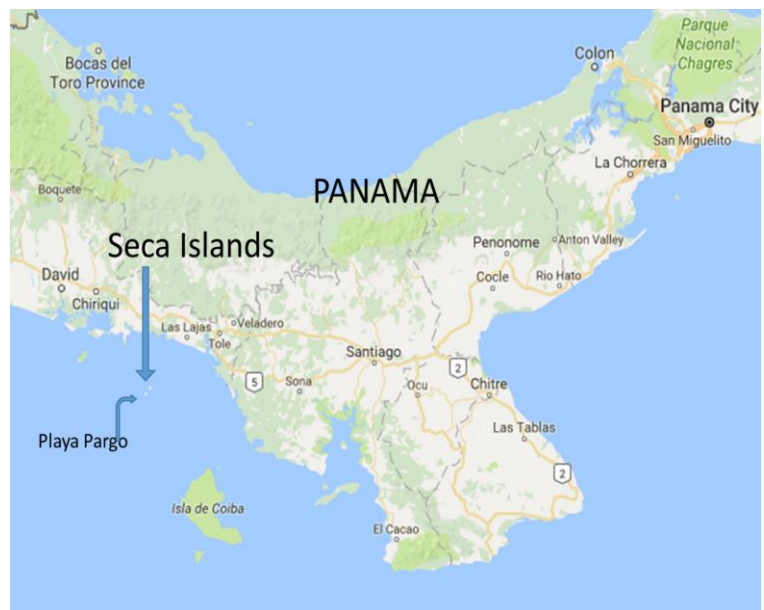 Parque
Nacional
Chagres
Colon
Bocas del
Toro Province
Panama City
San Miguelito
La Chorrera
PANAMA
Boquete
Seca Islands
Penonome
Anton Valley
David
Cocle
Rio Hato
Chiriqui
Las Lajas
Veladero
Tole
Santiago
5
Sona
Ocu
2
Chitre
Playa Pargo
Las Tablas
2
Isla de Coiba
El Cacao